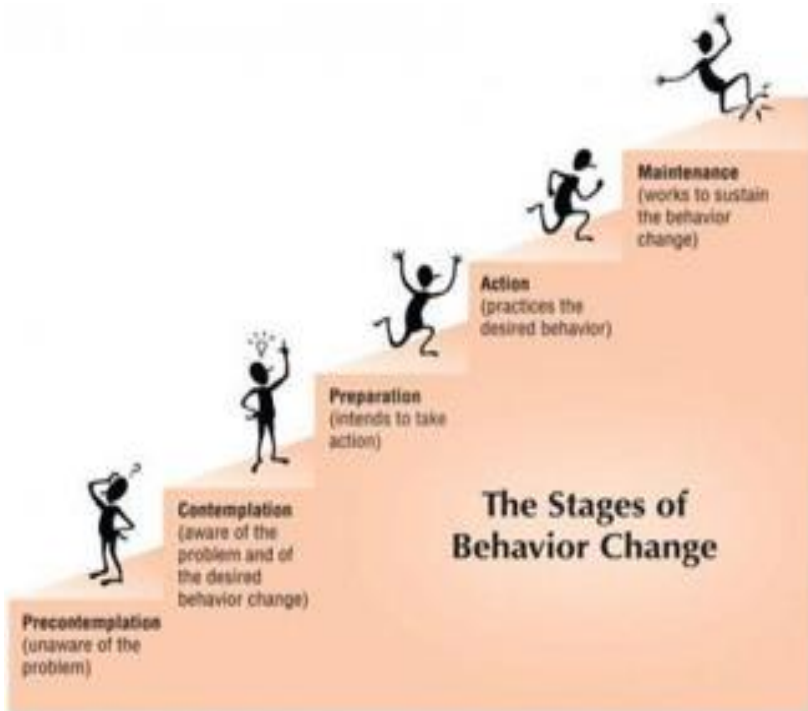 Maintenance
(works to sustain
the behavior
change)
Action
(practices the
desired behavior)
Preparation
(intends to take
action)
Contemplation
(aware of the
problem and of
the desired
behavior change)
Precontemplation
(unaware of the
problem)
The Stages of
Behavior Change
?